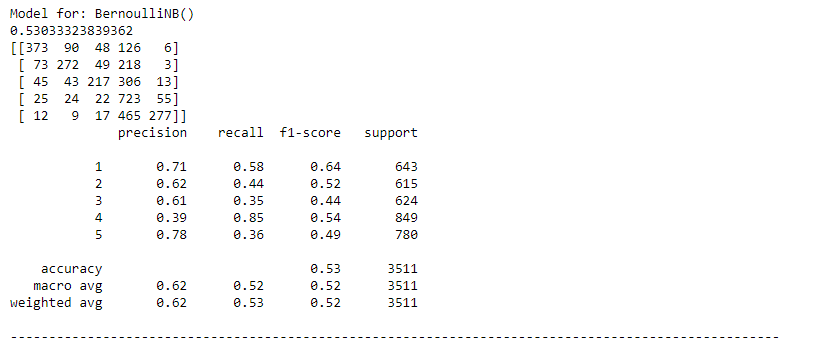 Model for: BernoulliNB()
0.53033323839362
[[373  90  48 126   6]
 [ 73 272  49 218   3]
 [ 45  43 217 306  13]
 [ 25  24  22 723  55]
 [ 12   9  17 465 277]]
              precision    recall  f1-score   support

           1       0.71      0.58      0.64       643
           2       0.62      0.44      0.52       615
           3       0.61      0.35      0.44       624
           4       0.39      0.85      0.54       849
           5       0.78      0.36      0.49       780

    accuracy                           0.53      3511
   macro avg       0.62      0.52      0.52      3511
weighted avg       0.62      0.53      0.52      3511

----------------------------------------------------------------------------------------------------